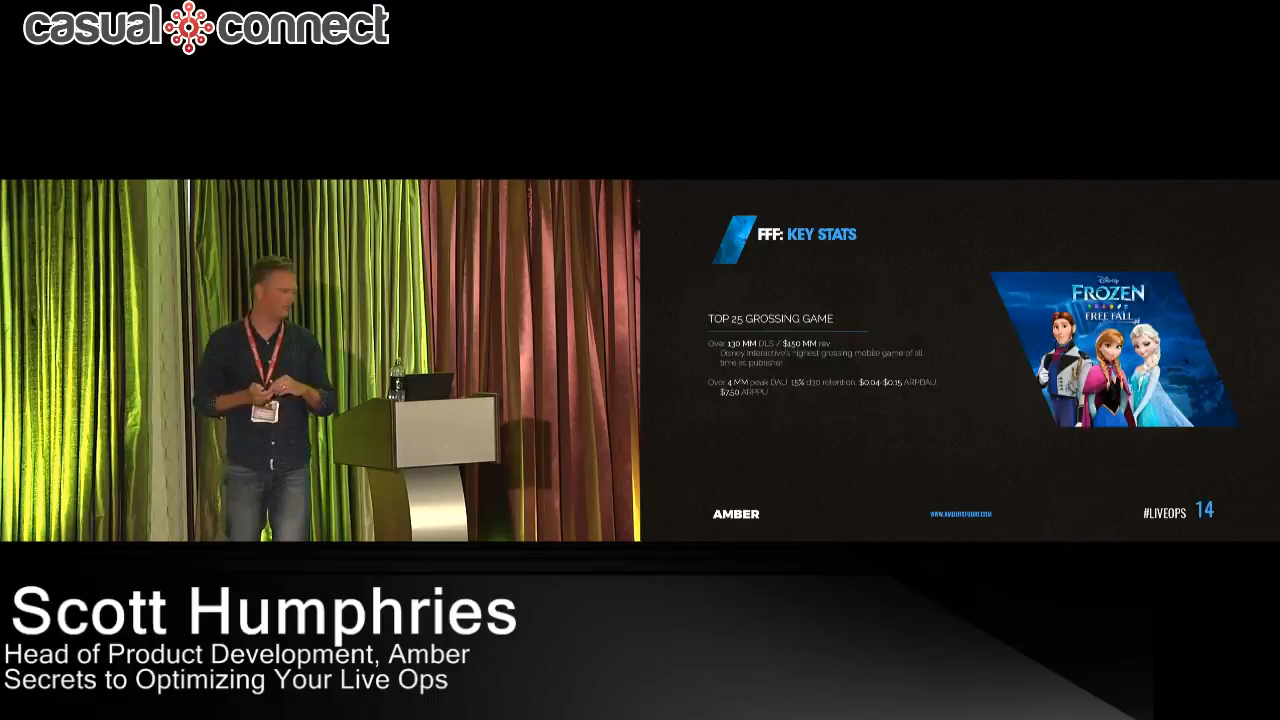 casual connect
FFF: KEY STATS
TOP 25 GROSSING GAME
Over 130 MM DLS / $150 MM rev
Disney Interactive's highest grossing mobile game of all
time as publisher
Over 4 MM peak DAU, 15% d30 retention, $0.04-$0.15 ARPDAU,
$7.50 ARPPU
Disney
FROZEN
FREE FALL
AMBER
WWW.AMBERSTUDIO.COM
#LIVEOPS 14
Scott Humphries
Head of Product Development, Amber
Secrets to Optimizing Your Live Ops